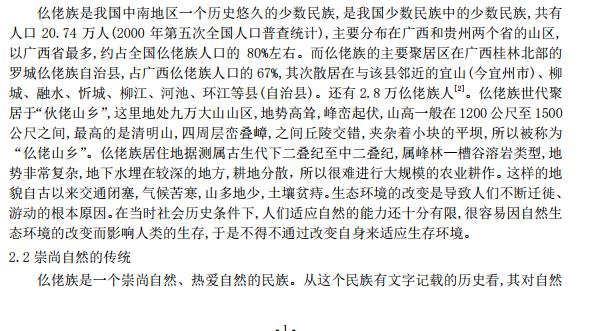 仫佬族是我国中南地区一个历史悠久的少数民族,是我国少数民族中的少数民族,共有
人口 20.74 万人(2000 年第五次全国人口普查统计),主要分布在广西和贵州两个省的山区,
以广西省最多,约占全国仫佬族人口的 80%左右。而仫佬族的主要聚居区在广西桂林北部的
罗城仫佬族自治县,占广西仫佬族人口的 67%,其次散居在与该县邻近的宜山(今宜州市)、柳
城、融水、忻城、柳江、河池、环江等县(自治县)。还有 2.8 万仫佬族人[2]。仫佬族世代聚
居于“伙佬山乡”,这里地处九万大山山区,地势高耸,峰峦起伏,山高一般在 1200 公尺至 1500
公尺之间,最高的是清明山,四周层峦叠嶂,之间丘陵交错,夹杂着小块的平坝,所以被称为
“仫佬山乡”。仫佬族居住地据测属古生代下二叠纪至中二叠纪,属峰林—槽谷溶岩类型,地
势非常复杂,地下水埋在较深的地方,耕地分散，所以很难进行大规模的农业耕作。这样的地
貌自古以来交通闭塞,气候苦寒,山多地少,土壤贫瘠。生态环境的改变是导致人们不断迁徙、
游动的根本原因。在当时社会历史条件下,人们适应自然的能力还十分有限,很容易因自然生
态环境的改变而影响人类的生存,于是不得不通过改变自身来适应生存环境。
2.2 崇尚自然的传统
仫佬族是一个崇尚自然、热爱自然的民族。从这个民族有文字记载的历史看,其对自然
- 1 -